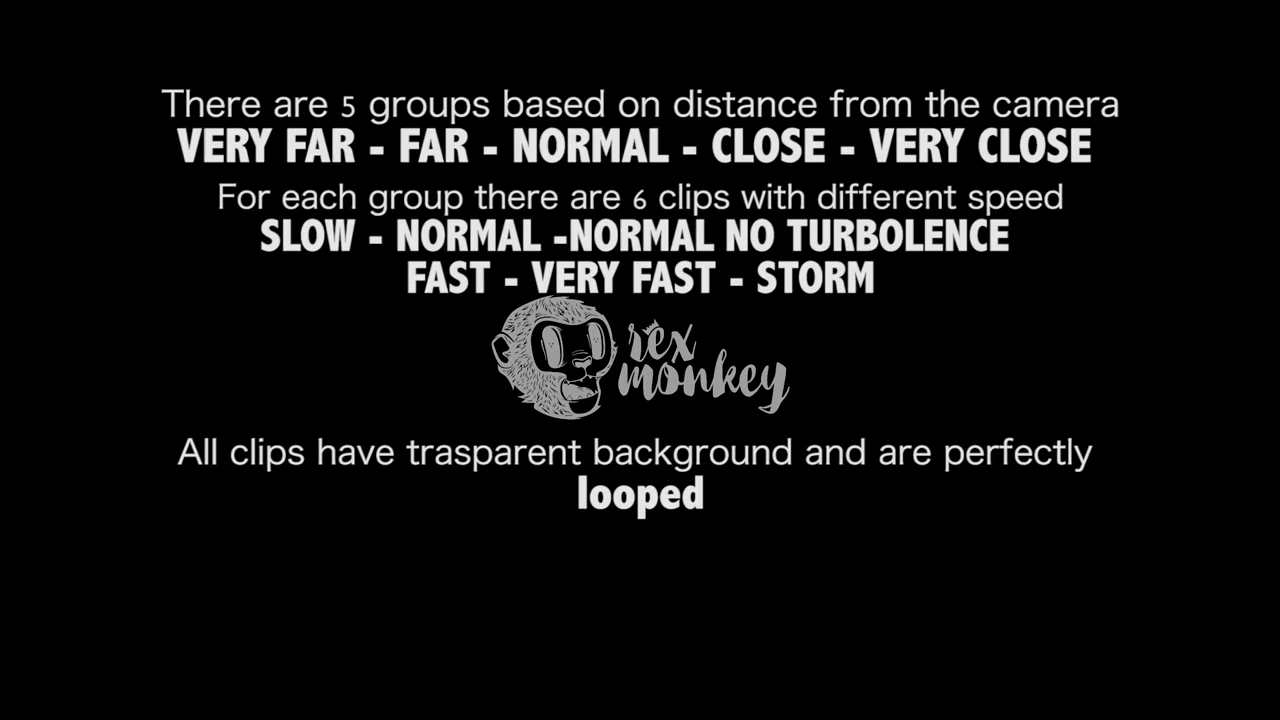 There are 5 groups based on distance from the camera
VERY FAR - FAR - NORMAL - CLOSE - VERY CLOSE
For each group there are 6 clips with different speed
SLOW - NORMAL -NORMAL NO TURBOLENCE
FAST - VERY FAST - STORM
rex
monkey
All clips have trasparent background and are perfectly
looped